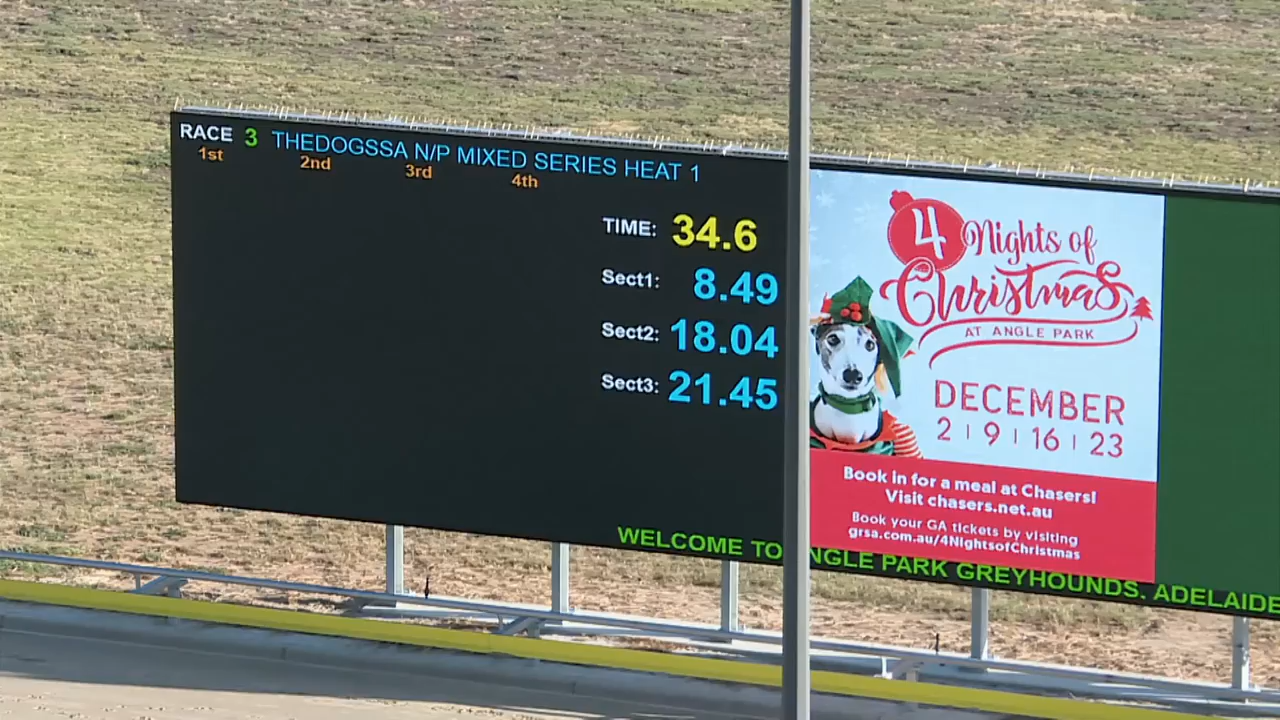 RACE 3 THEDOGSSA N/P MIXED SERIES HEAT 1
1st 2nd 3rd 4th
TIME: 34.6
Sect1: 8.49
Sect2: 18.04
Sect3: 21.45
4 Nights of
Christmas
AT ANGLE PARK
DECEMBER
2 | 9 | 16 | 23
Book in for a meal at Chasers!
Visit chasers.net.au
Book your GA tickets by visiting
grsa.com.au/4NightsofChristmas
WELCOME TO ANGLE PARK GREYHOUNDS. ADELAIDE